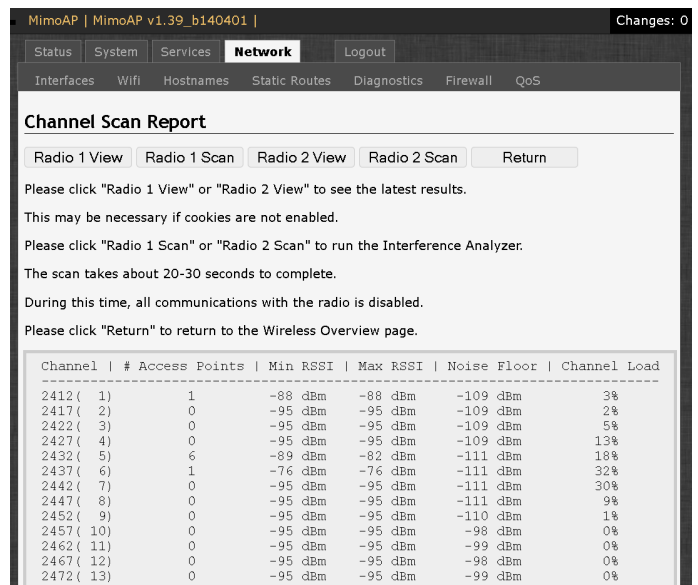 MimoAP | MimoAP v1.39_b140401 | Changes: 0
Status System Services Network Logout
Interfaces Wifi Hostnames Static Routes Diagnostics Firewall QoS
Channel Scan Report
Radio 1 View Radio 1 Scan Radio 2 View Radio 2 Scan Return
Please click "Radio 1 View" or "Radio 2 View" to see the latest results.
This may be necessary if cookies are not enabled.
Please click "Radio 1 Scan" or "Radio 2 Scan" to run the Interference Analyzer.
The scan takes about 20-30 seconds to complete.
During this time, all communications with the radio is disabled.
Please click "Return" to return to the Wireless Overview page.
Channel | # Access Points | Min RSSI | Max RSSI | Noise Floor | Channel Load
--------------------------------------------------------------------------
2412( 1) 1 -88 dBm -88 dBm -109 dBm 3%
2417( 2) 0 -95 dBm -95 dBm -109 dBm 2%
2422( 3) 0 -95 dBm -95 dBm -109 dBm 5%
2427( 4) 0 -95 dBm -95 dBm -109 dBm 13%
2432( 5) 6 -89 dBm -82 dBm -111 dBm 18%
2437( 6) 1 -76 dBm -76 dBm -111 dBm 32%
2442( 7) 0 -95 dBm -95 dBm -111 dBm 30%
2447( 8) 0 -95 dBm -95 dBm -111 dBm 9%
2452( 9) 0 -95 dBm -95 dBm -110 dBm 1%
2457( 10) 0 -95 dBm -95 dBm -98 dBm 0%
2462( 11) 0 -95 dBm -95 dBm -99 dBm 0%
2467( 12) 0 -95 dBm -95 dBm -98 dBm 0%
2472( 13) 0 -95 dBm -95 dBm -99 dBm 0%